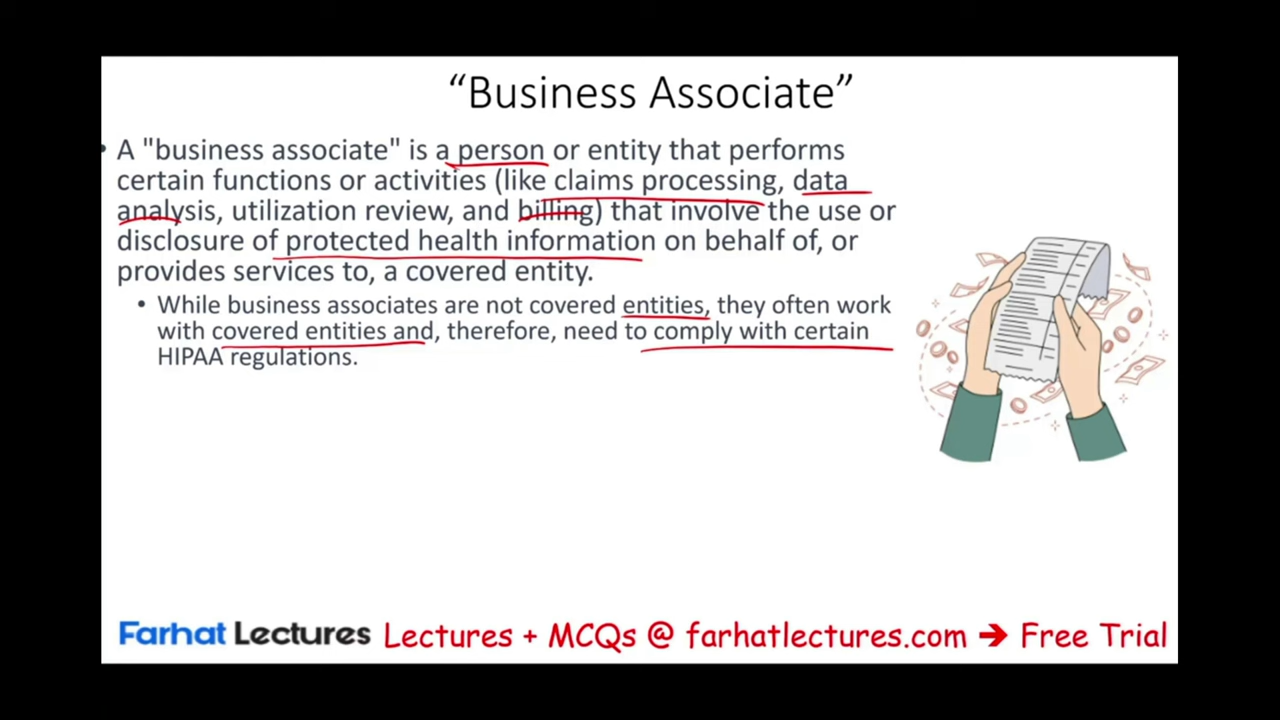 “Business Associate”
• A "business associate" is a person or entity that performs
certain functions or activities (like claims processing, data
analysis, utilization review, and billing) that involve the use or
disclosure of protected health information on behalf of, or
provides services to, a covered entity.
• While business associates are not covered entities, they often work
with covered entities and, therefore, need to comply with certain
HIPAA regulations.
Farhat Lectures Lectures + MCQs @ farhatlectures.com ➔ Free Trial